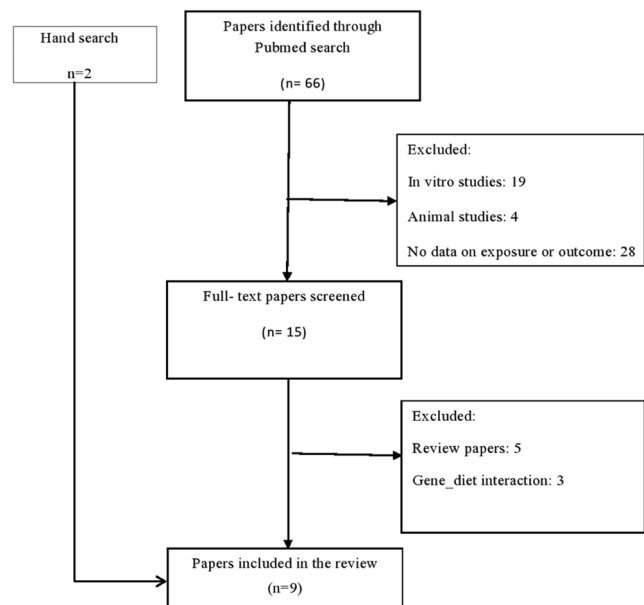 Hand search
n=2
Papers identified through
Pubmed search
(n= 66)
Excluded:
In vitro studies: 19
Animal studies: 4
No data on exposure or outcome: 28
Full- text papers screened
(n= 15)
Excluded:
Review papers: 5
Gene_diet interaction: 3
Papers included in the review
(n=9)